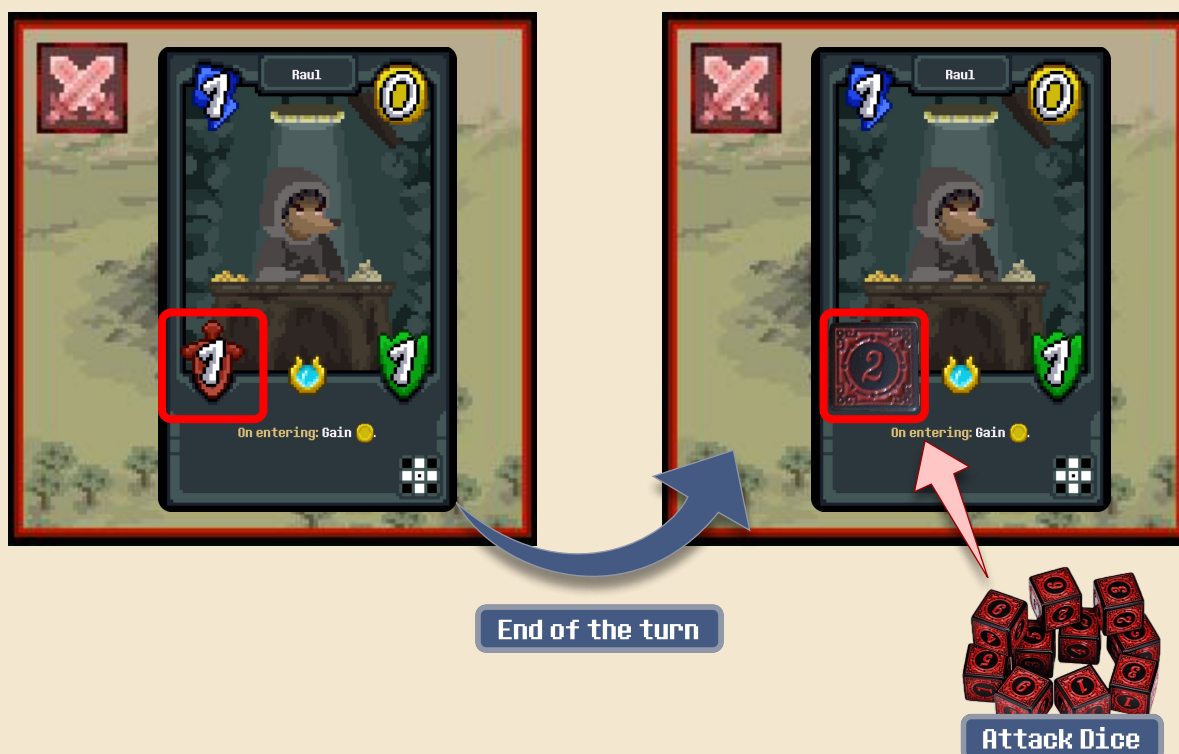 Raul
1
0
1
1
On entering: Gain .
Raul
1
0
2
1
On entering: Gain .
End of the turn
Attack Dice